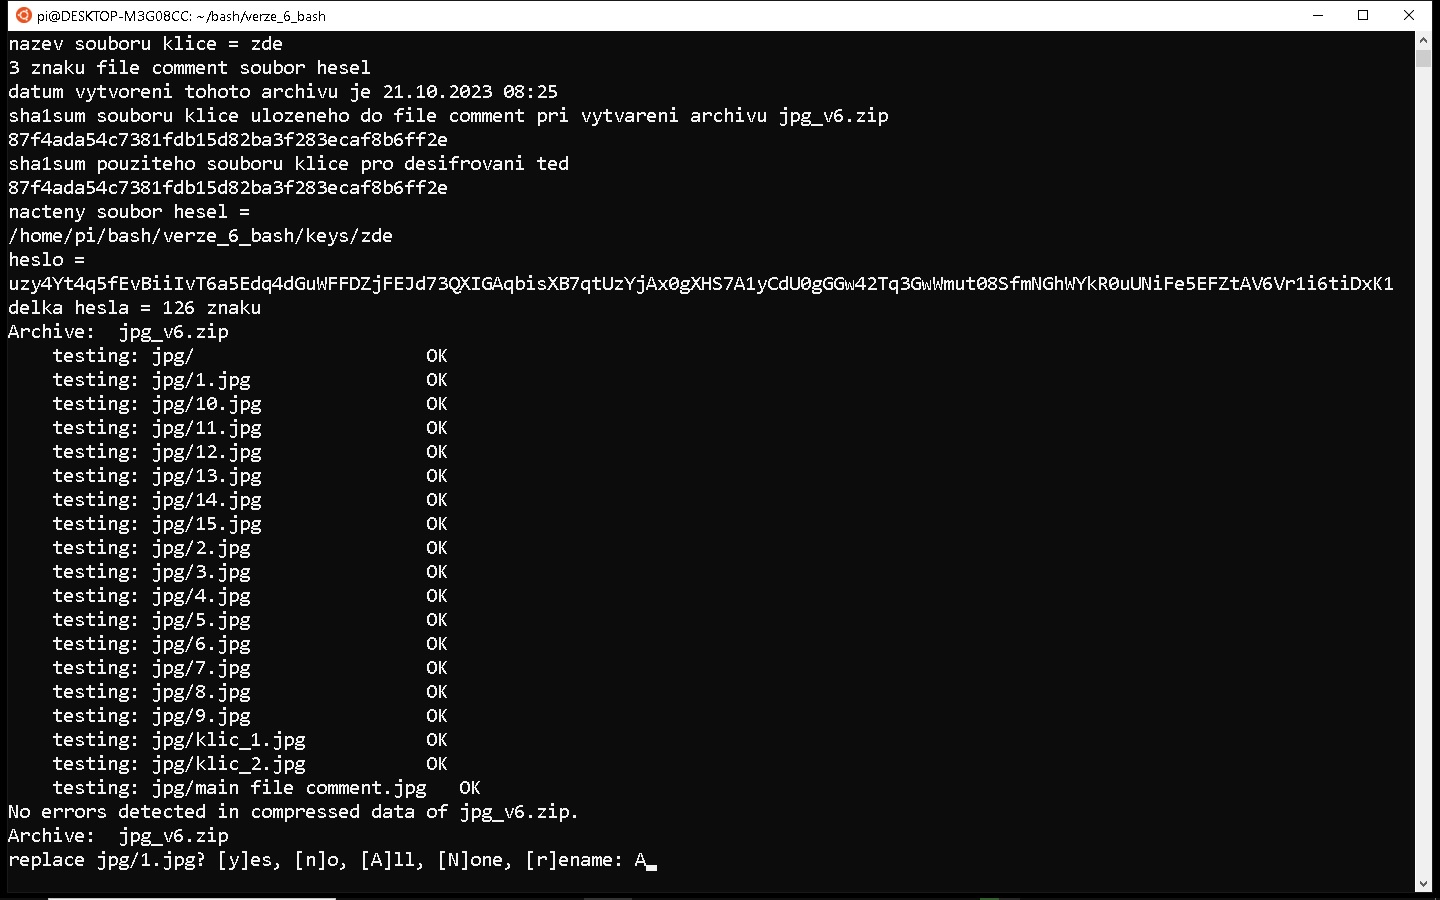 pi@DESKTOP-M3G08CC: ~/bash/verze_6_bash
nazev souboru klice = zde
3 znaku file comment soubor hesel
datum vytvoreni tohoto archivu je 21.10.2023 08:25
sha1sum souboru klice ulozeneho do file comment pri vytvareni archivu jpg_v6.zip
87f4ada54c7381fdb15d82ba3f283ecaf8b6ff2e
sha1sum pouziteho souboru klice pro desifrovani ted
87f4ada54c7381fdb15d82ba3f283ecaf8b6ff2e
nacteny soubor hesel =
/home/pi/bash/verze_6_bash/keys/zde
heslo =
uzy4Yt4q5fEvBiiIvT6a5Edq4dGuWFFDZjFEJd73QXIGAqbisXB7qtUzYjAx0gXHS7A1yCdU0gGGw42Tq3GwWmut08SfmNGhWYkR0uUNiFe5EFZtAV6Vr1i6tiDxK1
delka hesla = 126 znaku
Archive:  jpg_v6.zip
    testing: jpg/                     OK
    testing: jpg/1.jpg                OK
    testing: jpg/10.jpg               OK
    testing: jpg/11.jpg               OK
    testing: jpg/12.jpg               OK
    testing: jpg/13.jpg               OK
    testing: jpg/14.jpg               OK
    testing: jpg/15.jpg               OK
    testing: jpg/2.jpg                OK
    testing: jpg/3.jpg                OK
    testing: jpg/4.jpg                OK
    testing: jpg/5.jpg                OK
    testing: jpg/6.jpg                OK
    testing: jpg/7.jpg                OK
    testing: jpg/8.jpg                OK
    testing: jpg/9.jpg                OK
    testing: jpg/klic_1.jpg           OK
    testing: jpg/klic_2.jpg           OK
    testing: jpg/main file comment.jpg   OK
No errors detected in compressed data of jpg_v6.zip.
Archive:  jpg_v6.zip
replace jpg/1.jpg? [y]es, [n]o, [A]ll, [N]one, [r]ename: A